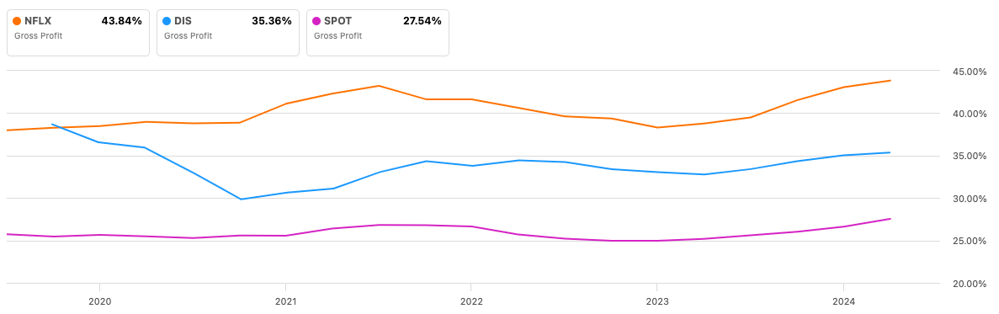 NFLX 43.84%
Gross Profit
DIS 35.36%
Gross Profit
SPOT 27.54%
Gross Profit
45.00%
40.00%
35.00%
30.00%
25.00%
20.00%
2020 2021 2022 2023 2024